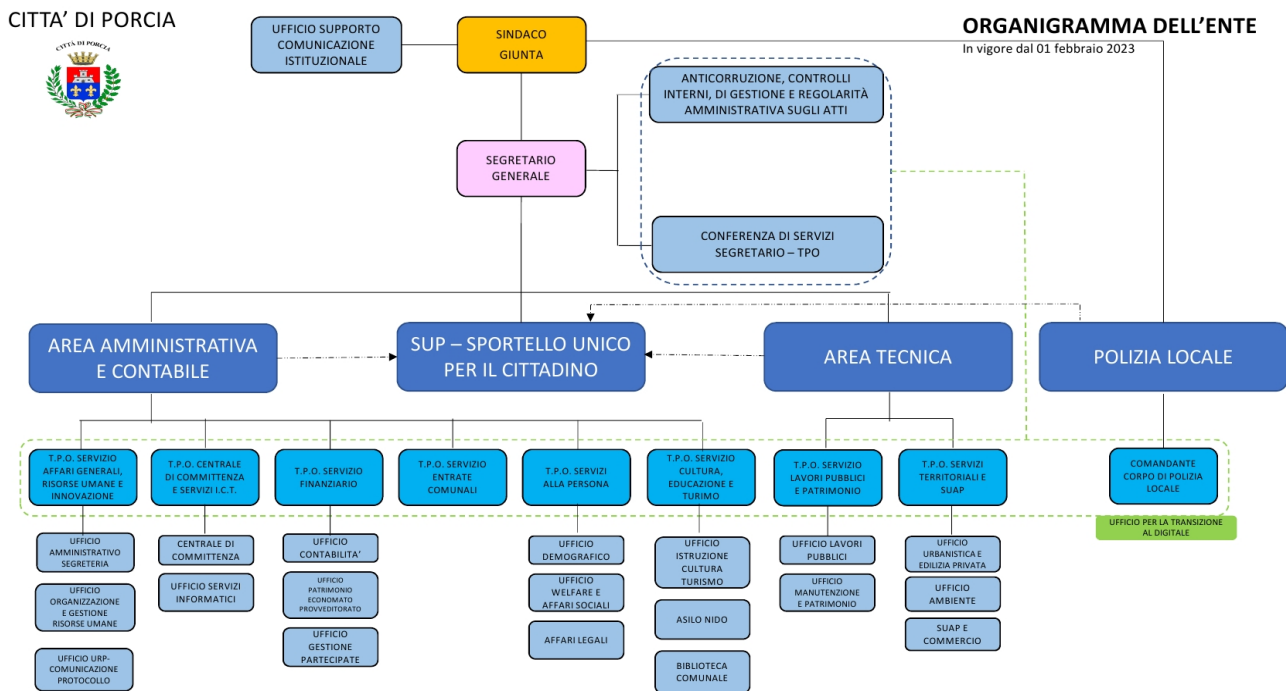 CITTA' DI PORCIA
CITTÀ DI PORCIA
UFFICIO SUPPORTO
COMUNICAZIONE
ISTITUZIONALE
SINDACO
GIUNTA
ORGANIGRAMMA DELL'ENTE
In vigore dal 01 febbraio 2023
ANTICORRUZIONE, CONTROLLI
INTERNI, DI GESTIONE E REGOLARITÀ
AMMINISTRATIVA SUGLI ATTI
SEGRETARIO
GENERALE
CONFERENZA DI SERVIZI
SEGRETARIO – TPO
AREA AMMINISTRATIVA
E CONTABILE
SUP – SPORTELLO UNICO
PER IL CITTADINO
AREA TECNICA
POLIZIA LOCALE
T.P.O. SERVIZIO
AFFARI GENERALI,
RISORSE UMANE E
INNOVAZIONE
T.P.O. CENTRALE
DI COMMITTENZA
E SERVIZI I.C.T.
T.P.O. SERVIZIO
FINANZIARIO
T.P.O. SERVIZIO
ENTRATE
COMUNALI
T.P.O. SERVIZI
ALLA PERSONA
T.P.O. SERVIZIO
CULTURA,
EDUCAZIONE E
TURIMO
T.P.O. SERVIZIO
LAVORI PUBBLICI
E PATRIMONIO
T.P.O. SERVIZI
TERRITORIALI E
SUAP
COMANDANTE
CORPO DI POLIZIA
LOCALE
UFFICIO PER LA TRANSIZIONE
AL DIGITALE
UFFICIO
AMMINISTRATIVO
SEGRETERIA
UFFICIO
ORGANIZZAZIONE
E GESTIONE
RISORSE UMANE
UFFICIO URP-
COMUNICAZIONE
PROTOCOLLO
CENTRALE DI
COMMITTENZA
UFFICIO SERVIZI
INFORMATICI
UFFICIO
CONTABILITA'
UFFICIO
PATRIMONIO
ECONOMATO
PROVVEDITORATO
UFFICIO
GESTIONE
PARTECIPATE
UFFICIO
DEMOGRAFICO
UFFICIO
WELFARE E
AFFARI SOCIALI
AFFARI LEGALI
UFFICIO
ISTRUZIONE
CULTURA
TURISMO
ASILO NIDO
BIBLIOTECA
COMUNALE
UFFICIO LAVORI
PUBBLICI
UFFICIO
MANUTENZIONE
E PATRIMONIO
UFFICIO
URBANISTICA E
EDILIZIA PRIVATA
UFFICIO
AMBIENTE
SUAP E
COMMERCIO